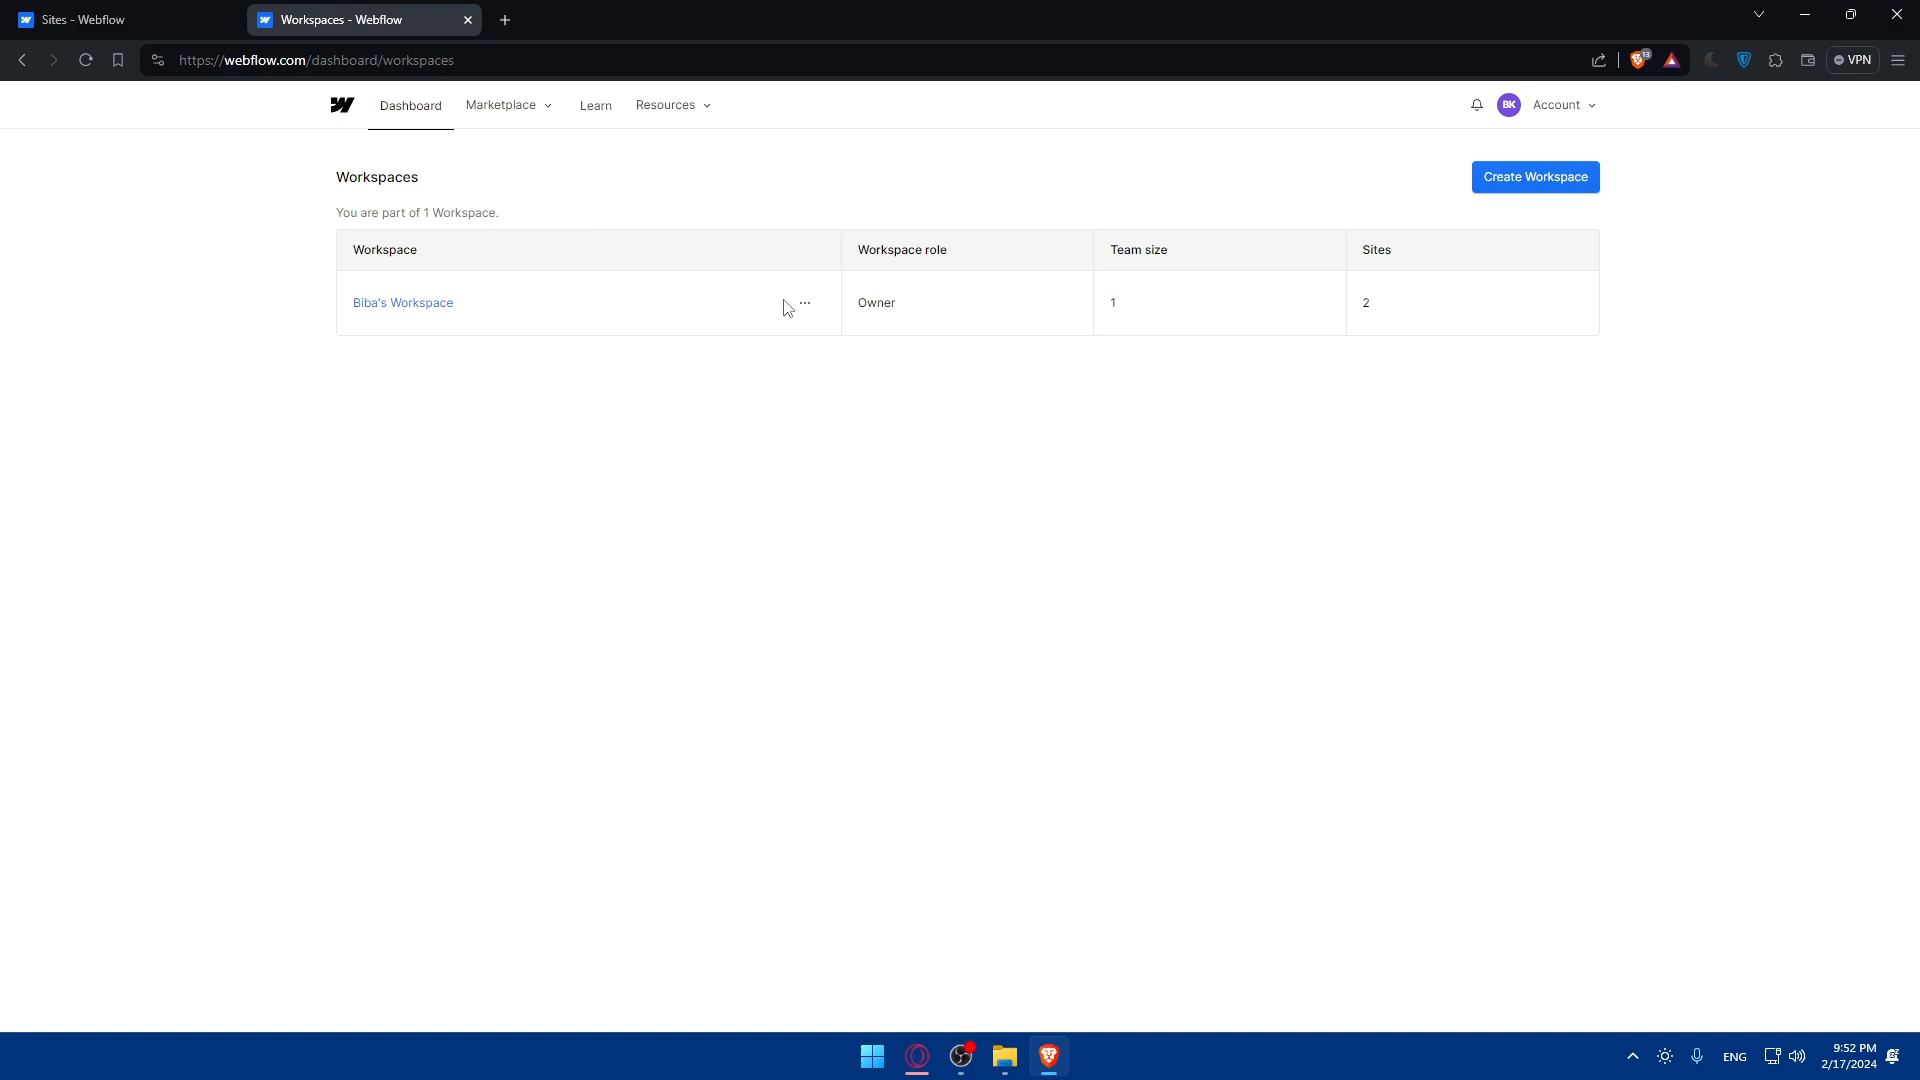 Sites - Webflow
Workspaces - Webflow
https://webflow.com/dashboard/workspaces
13
VPN
Dashboard
Marketplace
Learn
Resources
BK
Account
Workspaces
Create Workspace
You are part of 1 Workspace.
Workspace
Workspace role
Team size
Sites
Biba's Workspace
Owner
1
2
ENG
9:52 PM
2/17/2024